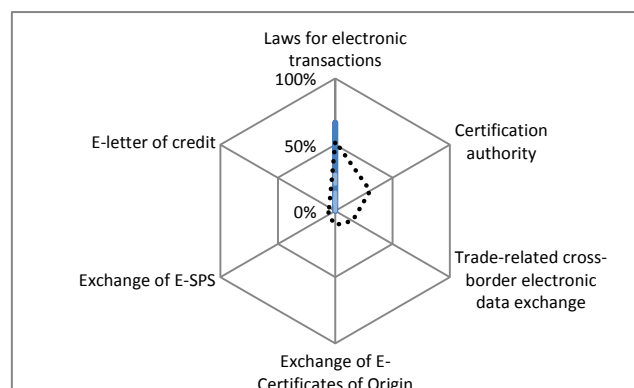 Laws for electronic
transactions
100%
Certification
authority
E-letter of credit
50%
0%
Trade-related cross-
border electronic
data exchange
Exchange of E-SPS
Exchange of E-
Certificates of Origin